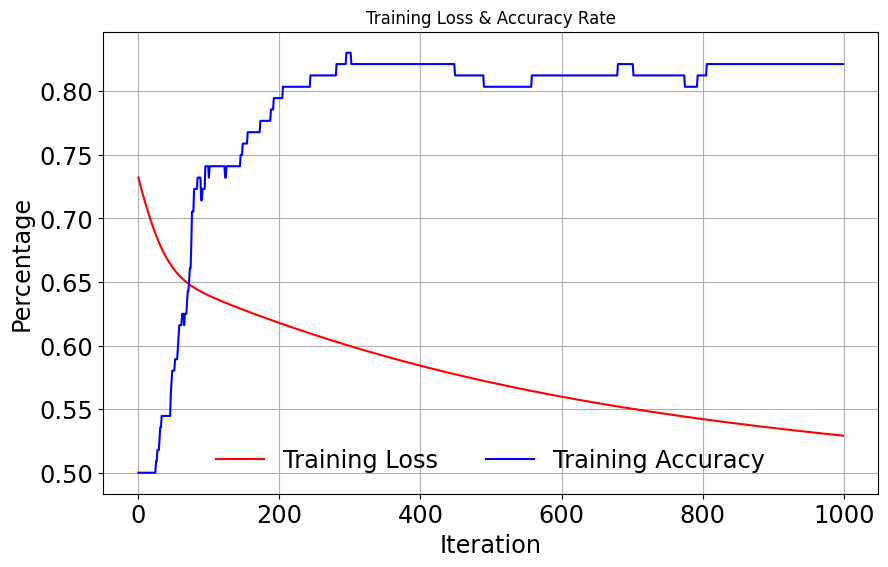 Training Loss & Accuracy Rate
Percentage
0.80
0.75
0.70
0.65
0.60
0.55
0.50
Training Loss
Training Accuracy
0
200
400
600
800
1000
Iteration